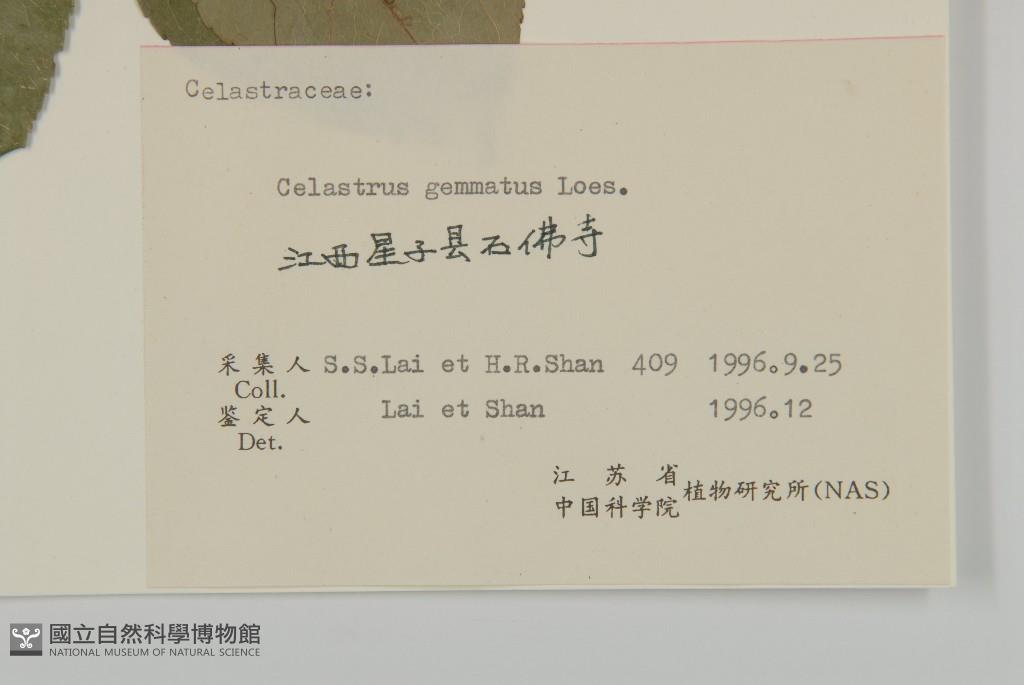 Celastraceae:
Celastrus gemmatus Loes.
江西星子县石佛寺
采集人 S.S.Lai et H.R.Shan 409 1996.9.25
Coll.
鉴定人 Lai et Shan 1996.12
Det.
江苏省
中国科学院植物研究所(NAS)
國立自然科學博物館
NATIONAL MUSEUM OF NATURAL SCIENCE